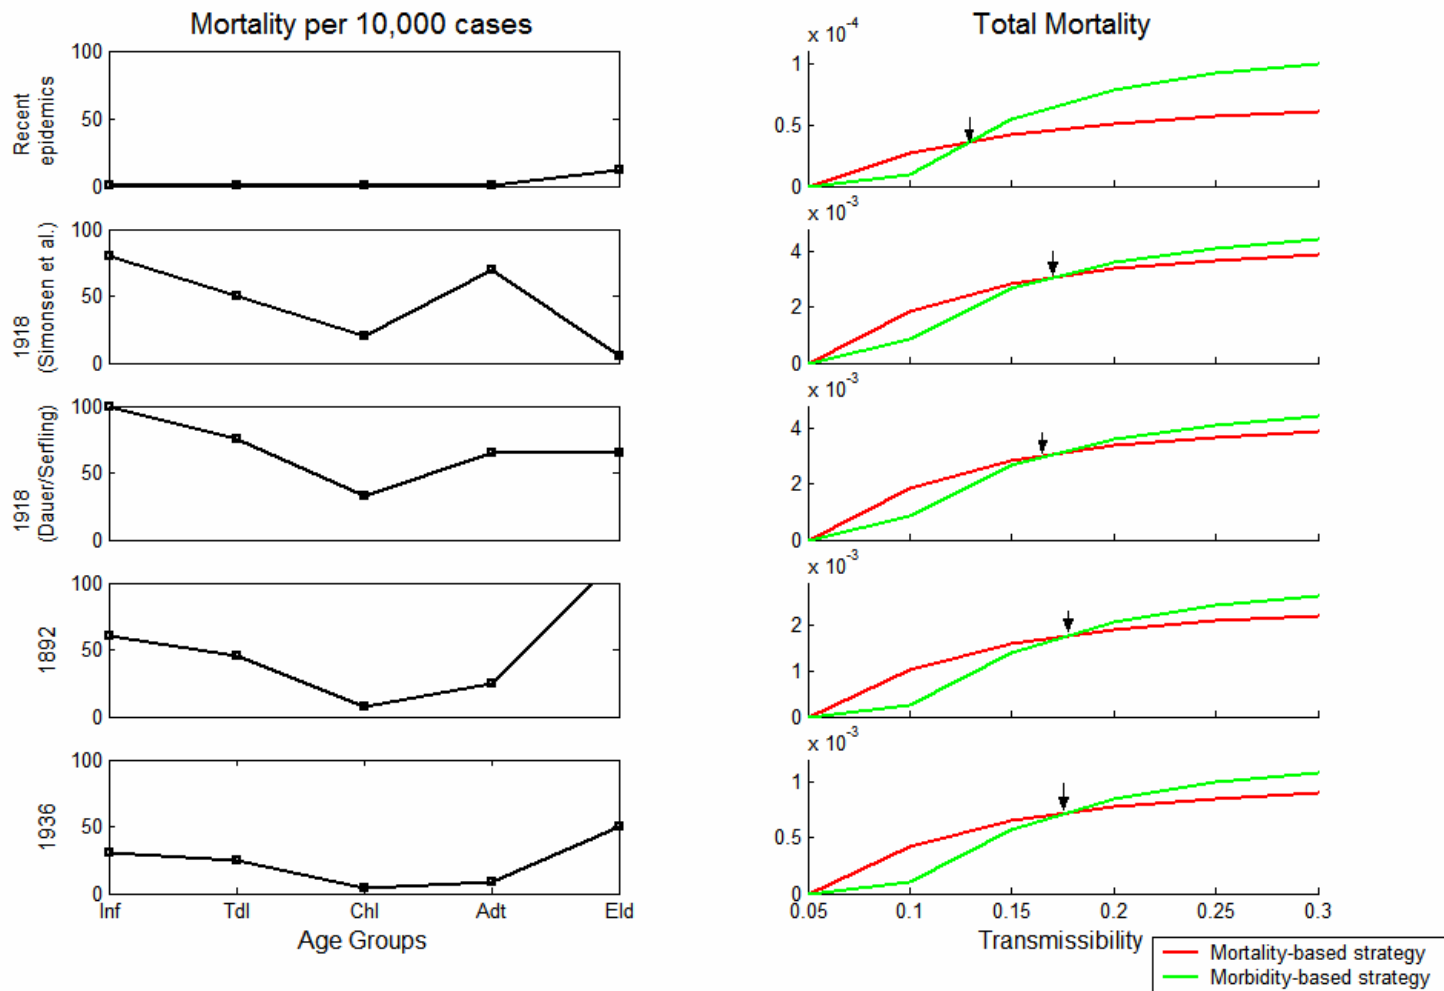 Mortality per 10,000 cases
Recent
epidemics
100
50
0
1918
(Simonsen et al.)
100
50
0
1918
(Dauer/Serfling)
100
50
0
1892
100
50
0
1936
100
50
0
Inf Tdl Chl Adt Eld
Age Groups
Total Mortality
x 10⁻⁴
1
0.5
0
x 10⁻³
4
2
0
x 10⁻³
4
2
0
x 10⁻³
2
1
0
x 10⁻³
1
0.5
0
0.05 0.1 0.15 0.2 0.25 0.3
Transmissibility
Mortality-based strategy
Morbidity-based strategy